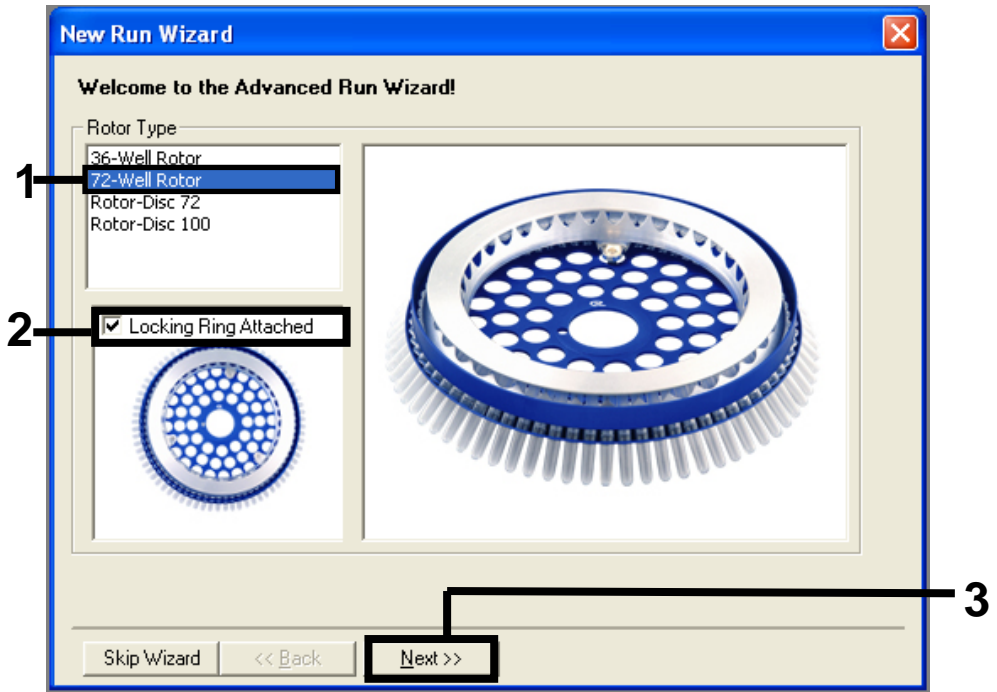 New Run Wizard
Welcome to the Advanced Run Wizard!
Rotor Type
36-Well Rotor
1
72-Well Rotor
Rotor-Disc 72
Rotor-Disc 100
2
Locking Ring Attached
3
Skip Wizard
<< Back
Next >>